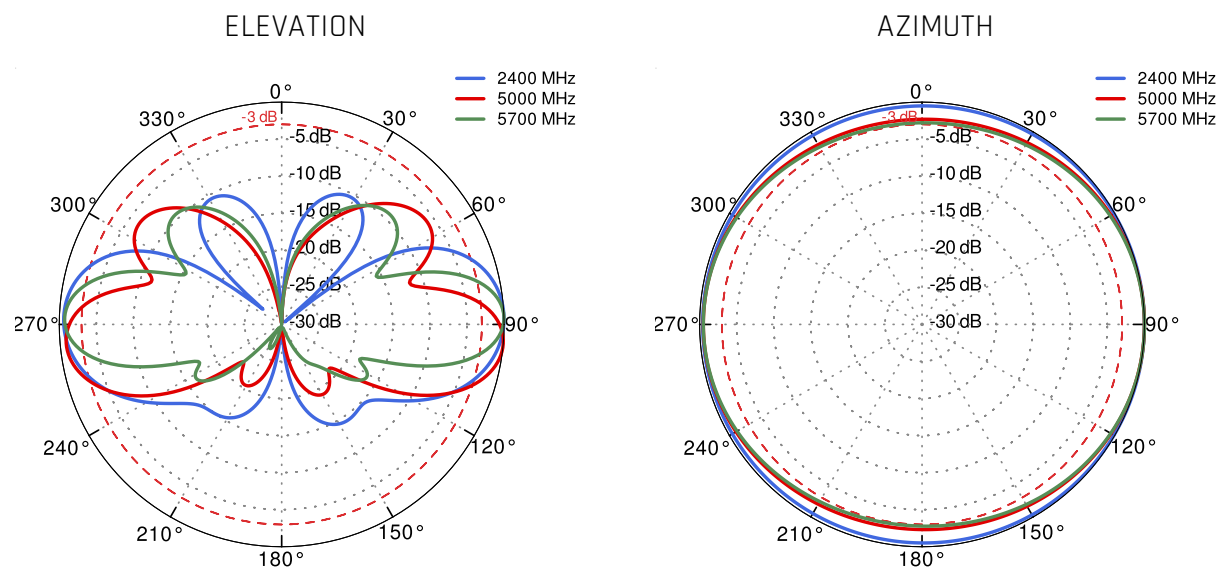 ELEVATION
2400 MHz
5000 MHz
5700 MHz
0°
30°
60°
90°
120°
150°
180°
210°
240°
270°
300°
330°
-3 dB
-5 dB
-10 dB
-15 dB
-20 dB
-25 dB
-30 dB
AZIMUTH
2400 MHz
5000 MHz
5700 MHz
0°
30°
60°
90°
120°
150°
180°
210°
240°
270°
300°
330°
-3 dB
-5 dB
-10 dB
-15 dB
-20 dB
-25 dB
-30 dB